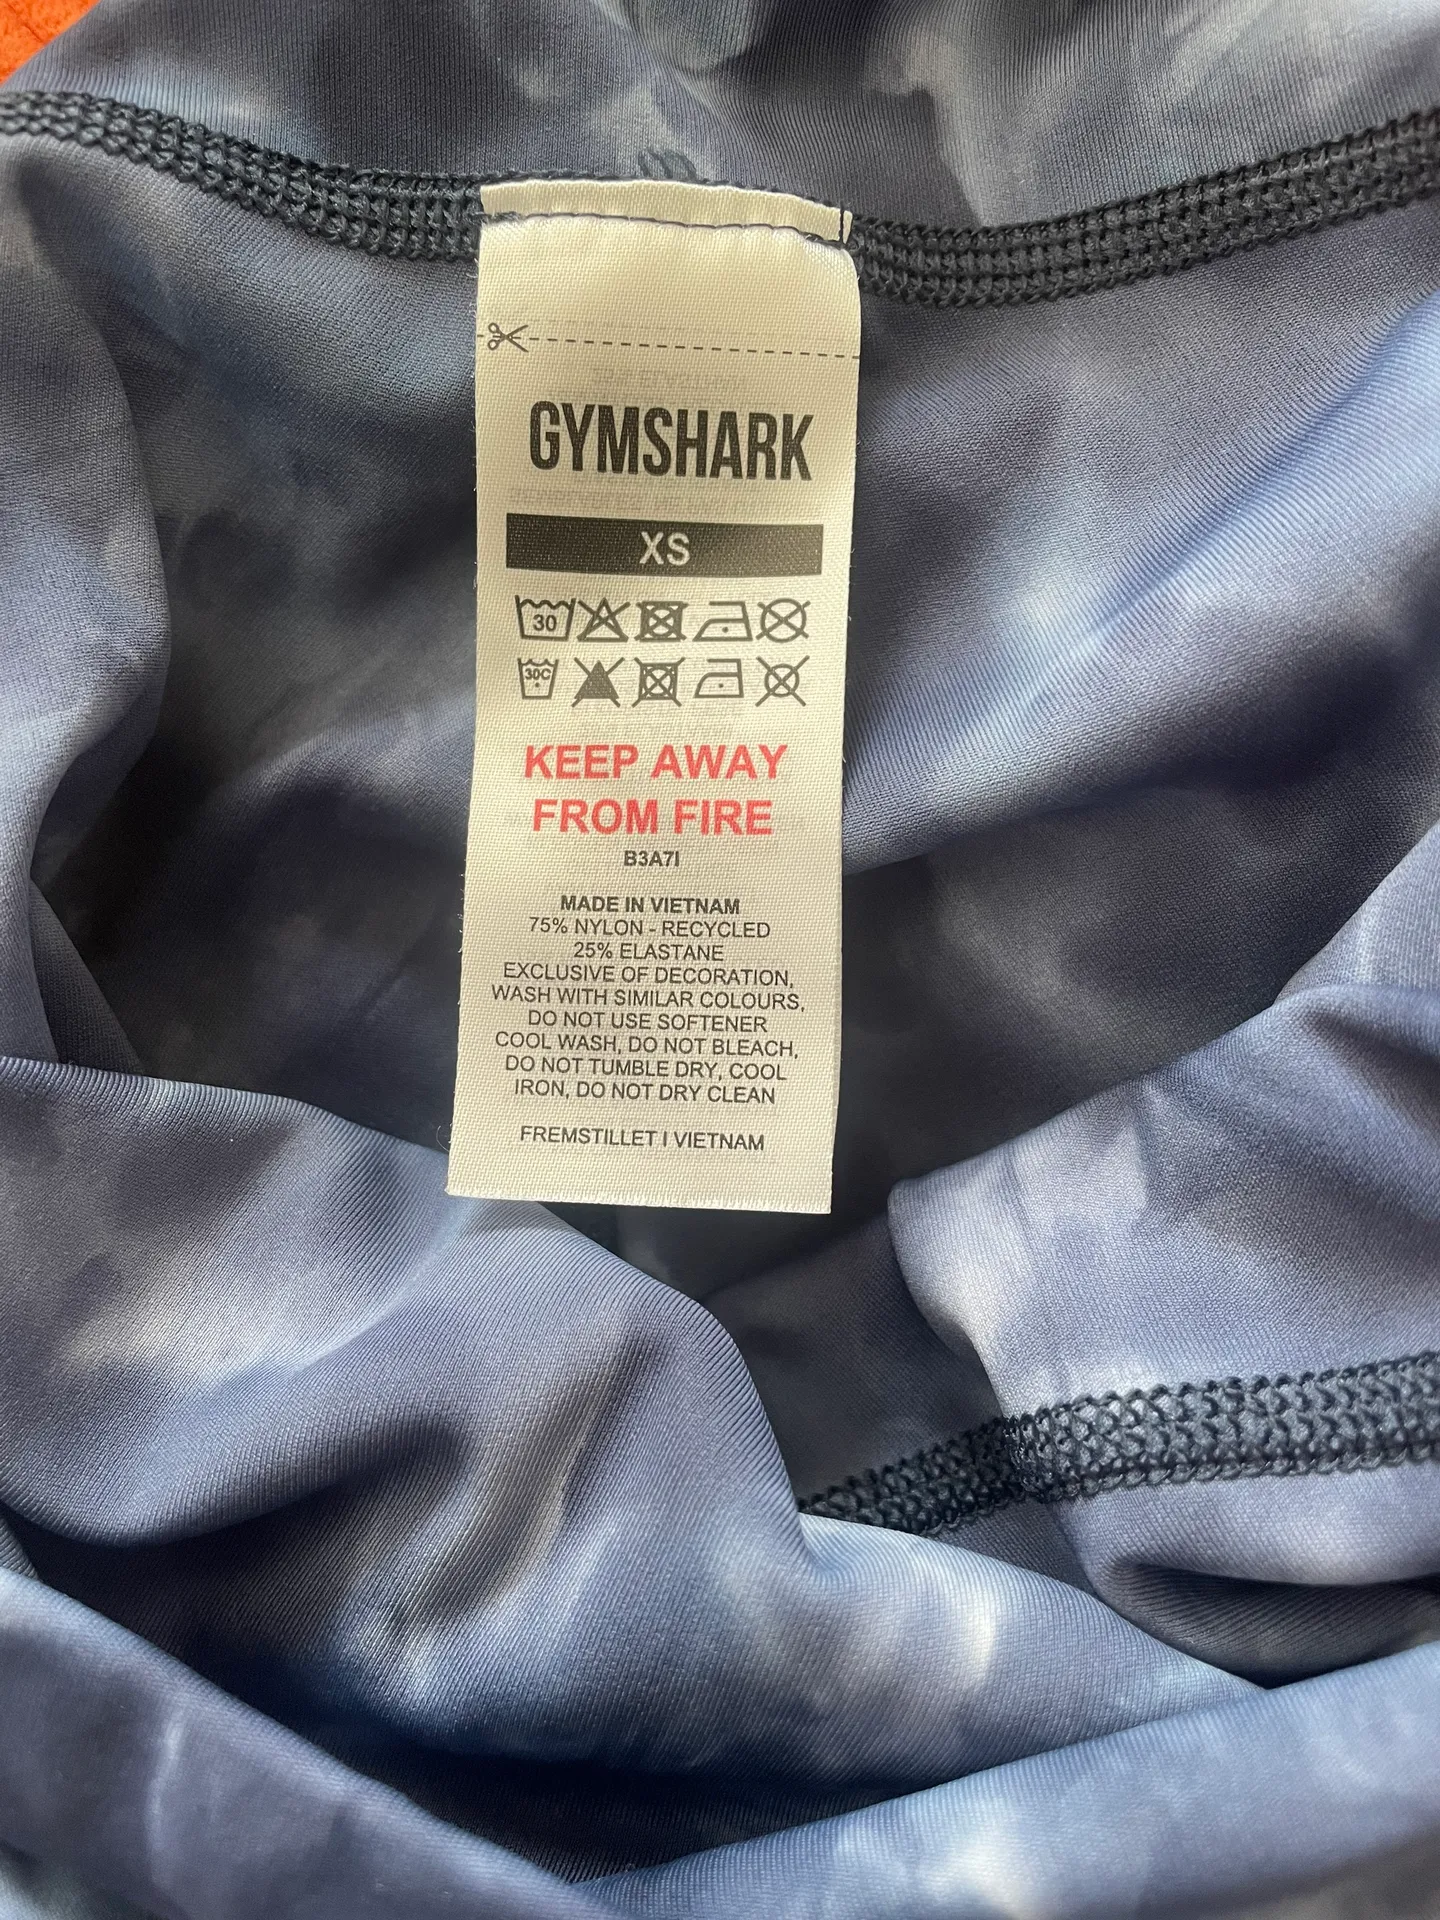 GYMSHARK
XS
30
30C
KEEP AWAY
FROM FIRE
B3A7I
MADE IN VIETNAM
75% NYLON - RECYCLED
25% ELASTANE
EXCLUSIVE OF DECORATION,
WASH WITH SIMILAR COLOURS,
DO NOT USE SOFTENER
COOL WASH, DO NOT BLEACH,
DO NOT TUMBLE DRY, COOL
IRON, DO NOT DRY CLEAN
FREMSTILLET I VIETNAM